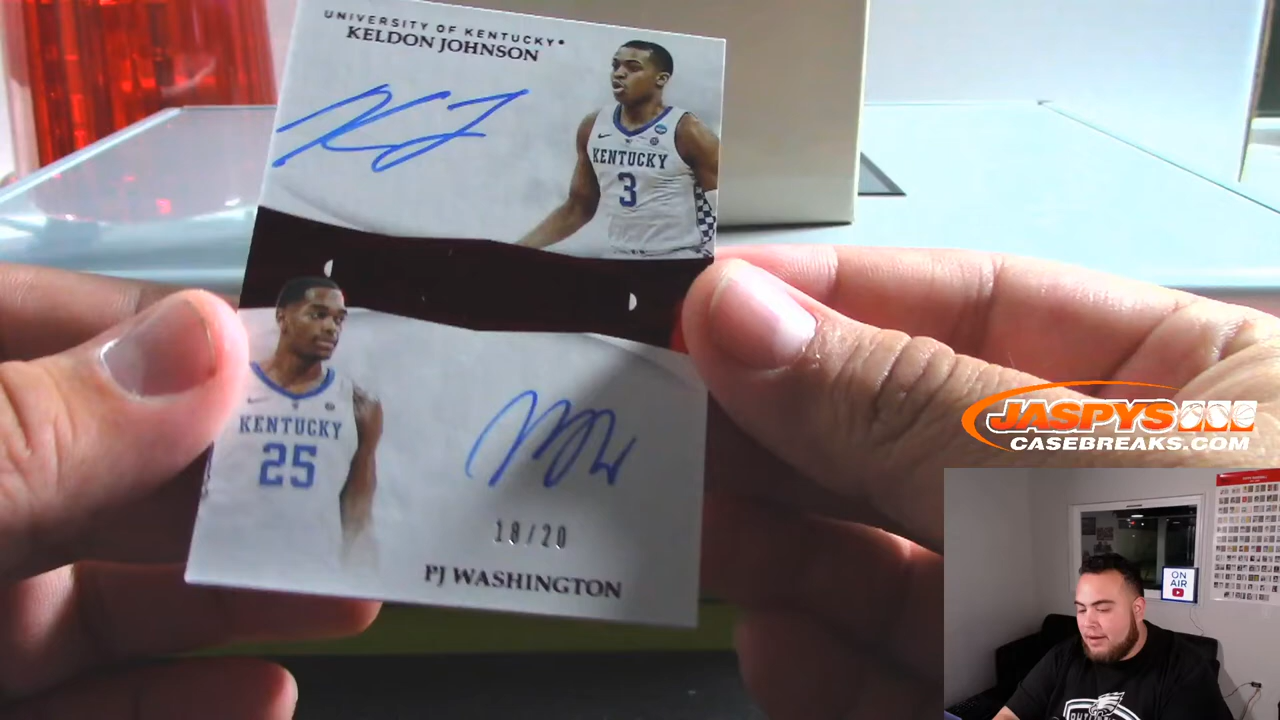 UNIVERSITY OF KENTUCKY
KELDON JOHNSON
KENTUCKY
3
KENTUCKY
25
18/20
PJ WASHINGTON
JASPYS
CASEBREAKS.COM
ON
AIR